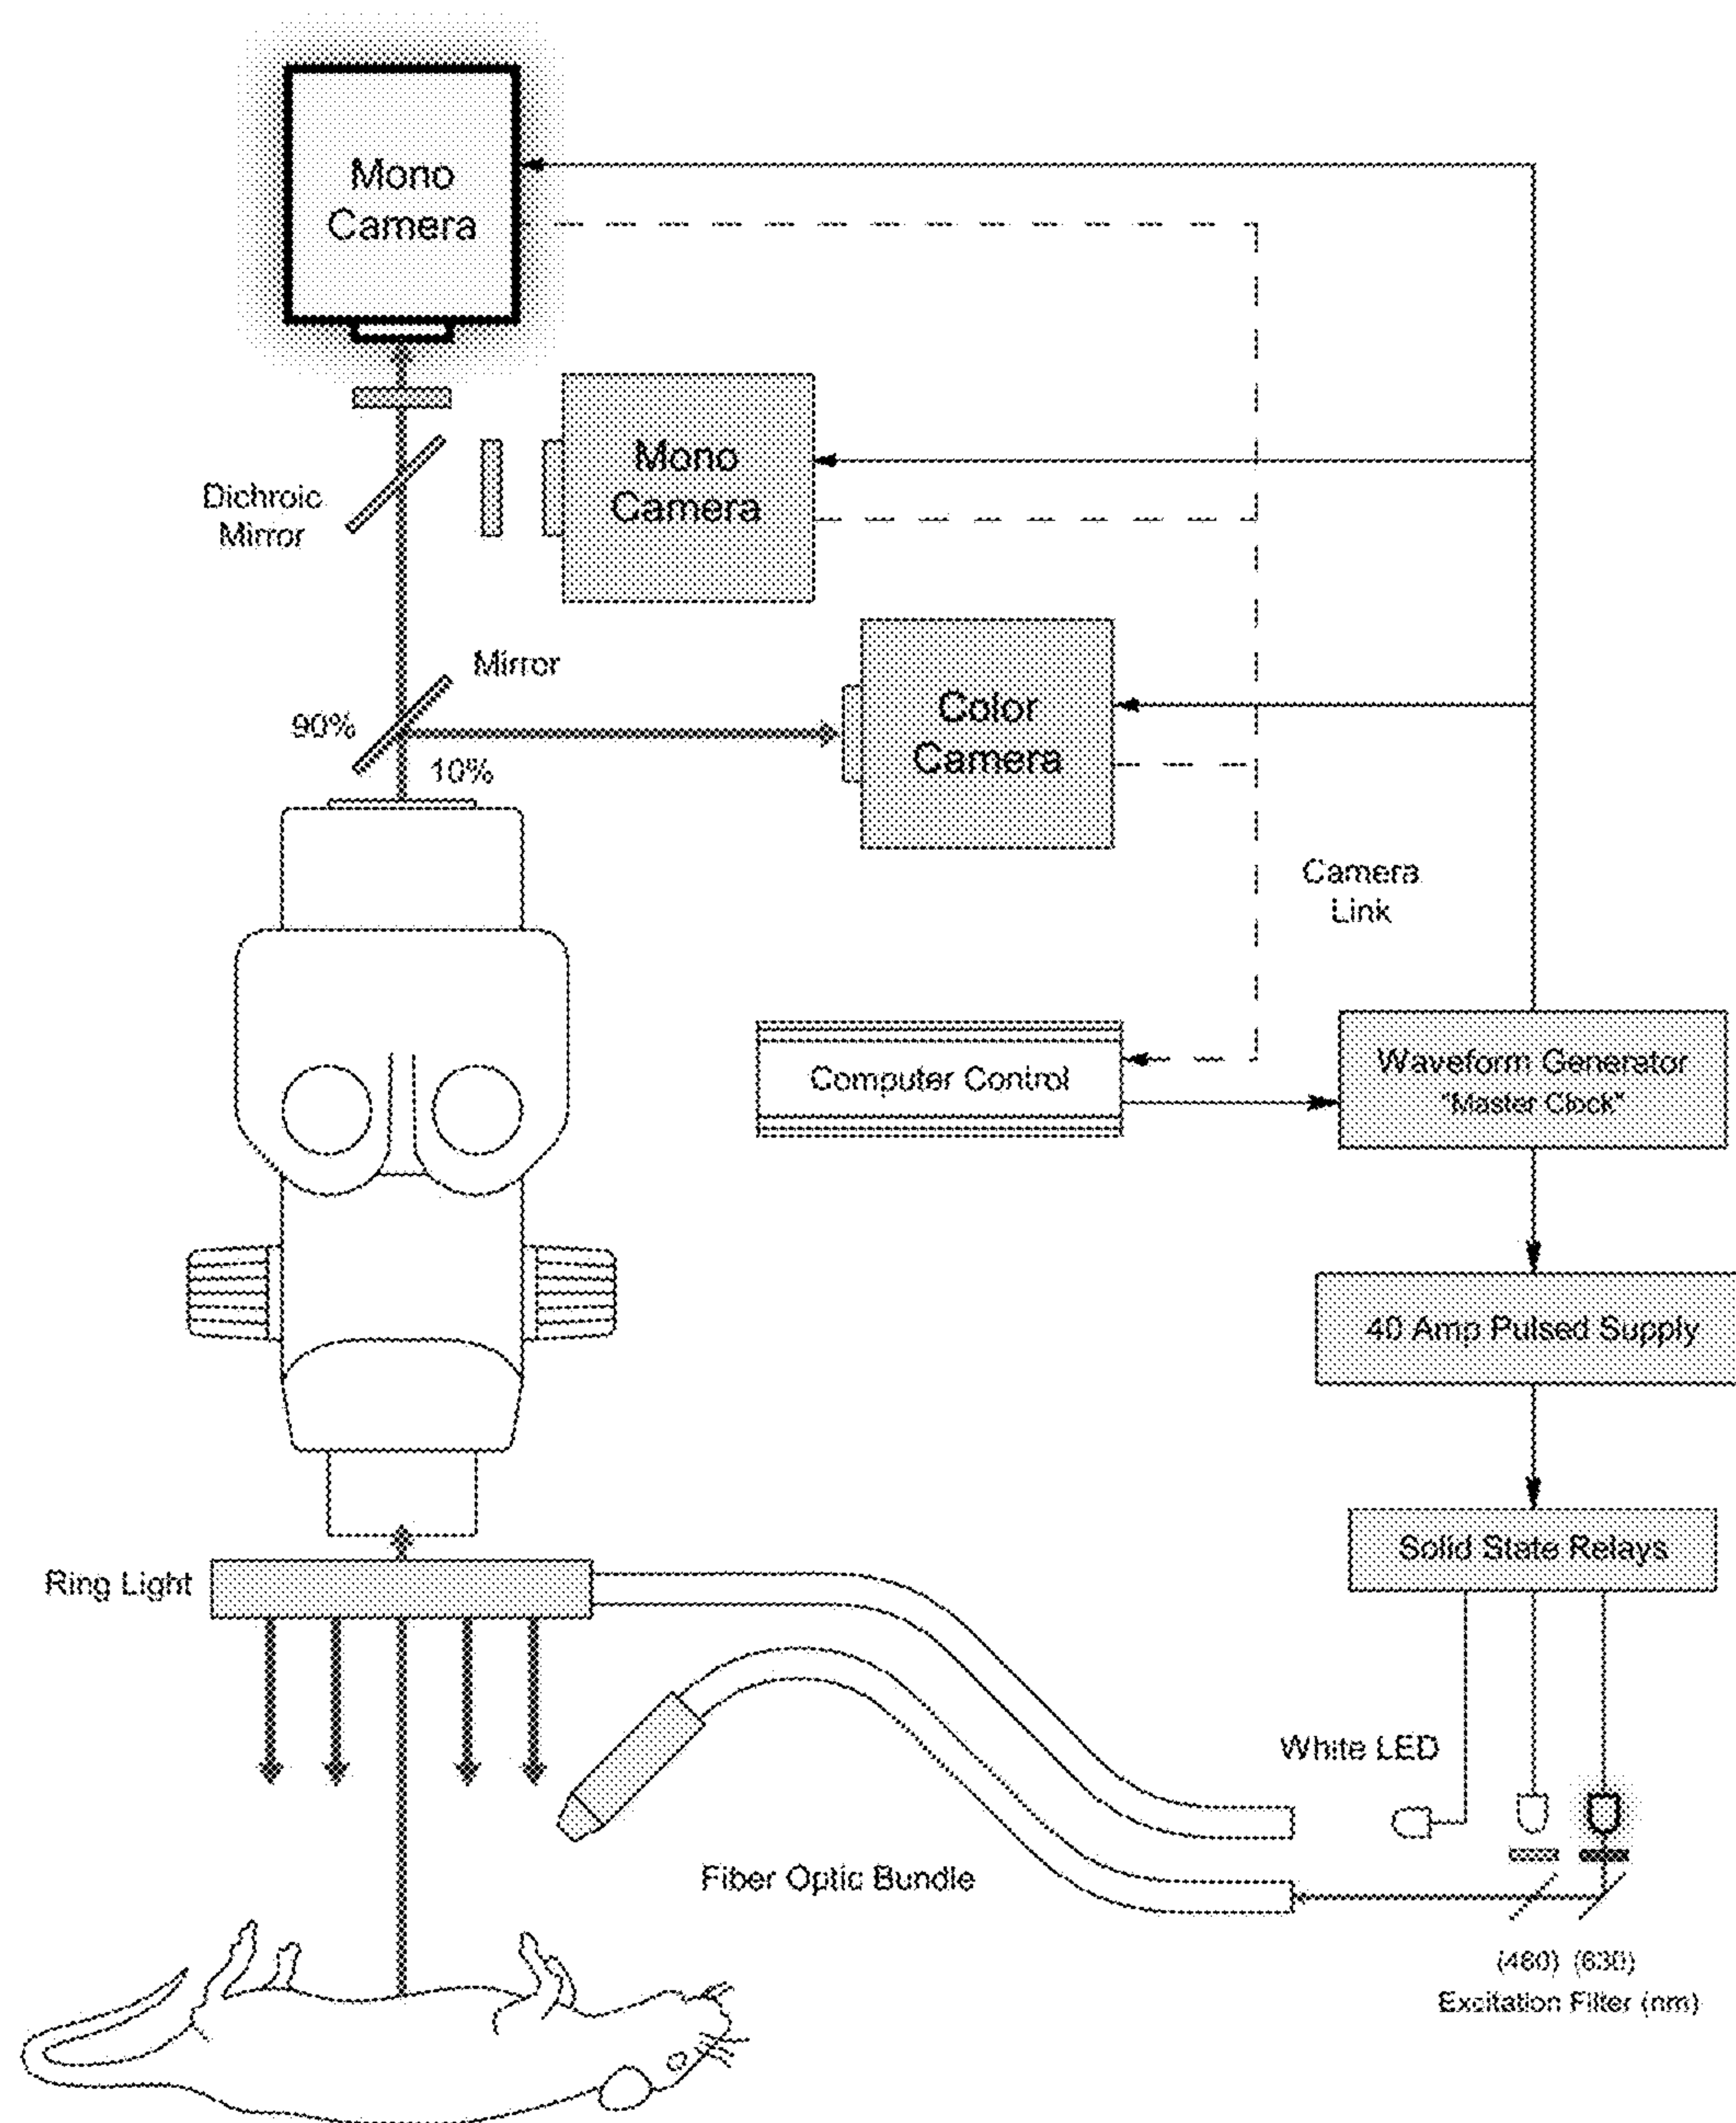 Mono
Camera
Mono
Camera
Dichroic
Mirror
Mirror
90%
10%
Color
Camera
Camera
Link
Computer Control
Waveform Generator
"Master Clock"
40 Amp Pulsed Supply
Solid State Relays
Ring Light
White LED
Fiber Optic Bundle
(460) (630)
Excitation Filter (nm)